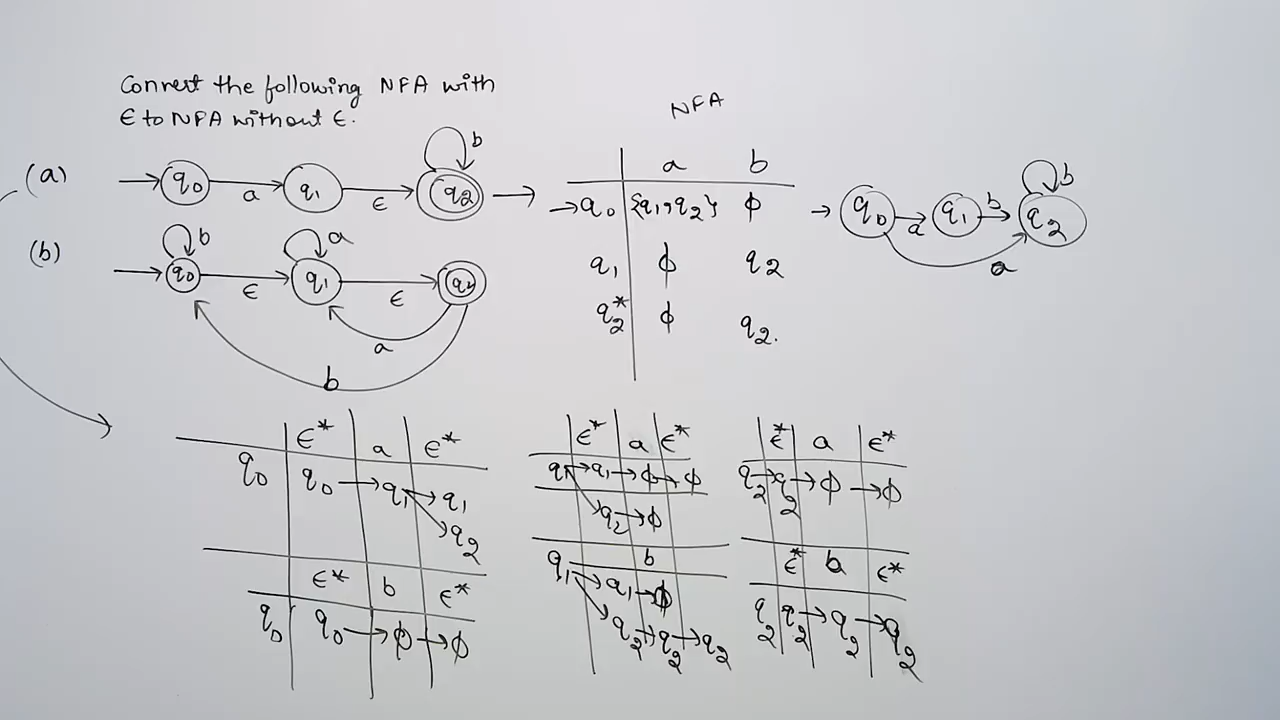 Convert the following NFA with
ϵ to NFA without ϵ.
(a)
q0 a q1 ϵ q2 b
(b)
q0 b ϵ q1 a ϵ
a
b
NFA
a b
q0 {q1, q2} ϕ
q1 ϕ q2
q2* ϕ q2.
q0 a q1 b q2 b
a
ϵ* a ϵ*
q0 q0 → q1 → q1
q2
ϵ* b ϵ*
q0 q0 → ϕ → ϕ
ϵ* a ϵ*
q1 → q1 → ϕ → ϕ
q2 → ϕ
b
q1 → q1 → ϕ
q2 → q2 → q2
ϵ* a ϵ*
q2 → q2 → ϕ → ϕ
ϵ* b ϵ*
q2 q2 → q2 → q2